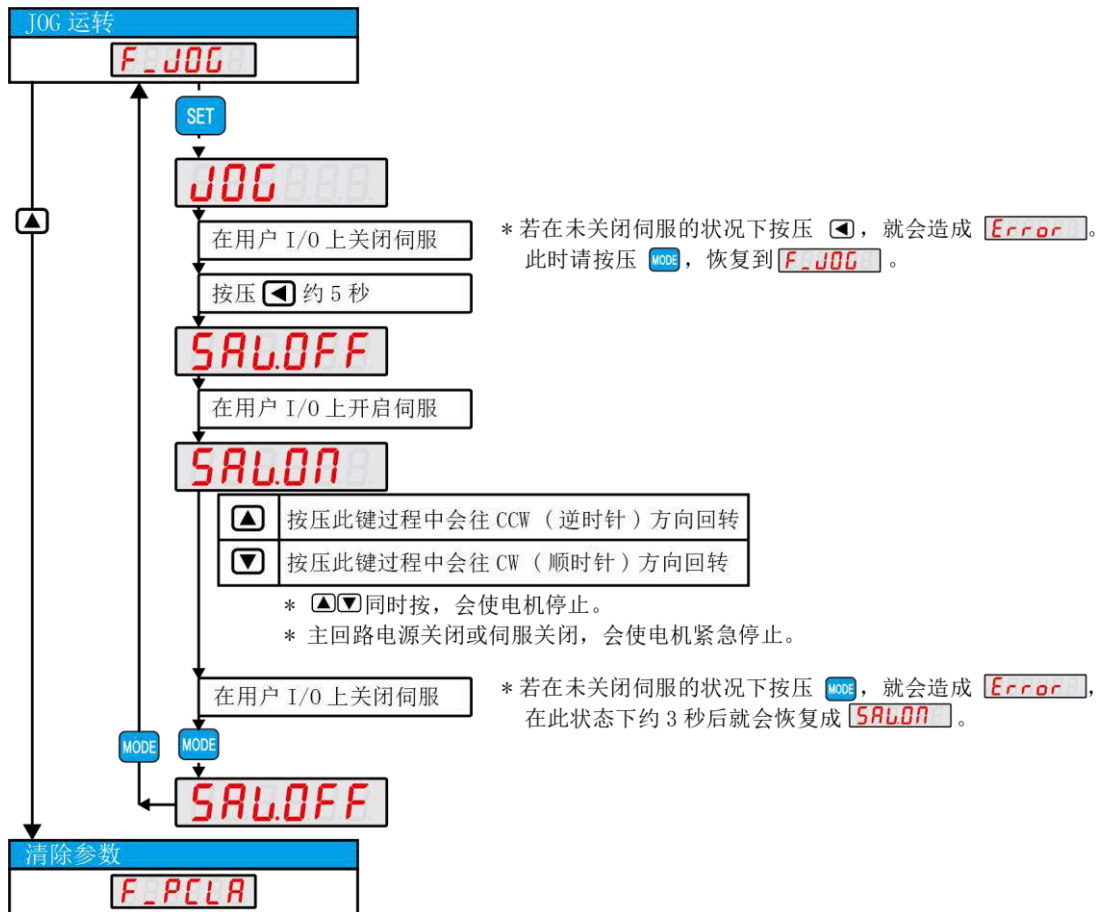 JOG 运转
F_JOG
SET
JOG
在用户 I/O 上关闭伺服
*若在未关闭伺服的状况下按压 ◀，就会造成 Error 。
此时请按压 MODE，恢复到 F_JOG 。
按压 ◀ 约 5 秒
SAV.OFF
在用户 I/O 上开启伺服
SAV.ON
▲ 按压此键过程中会往 CCW （逆时针）方向回转
▼ 按压此键过程中会往 CW （顺时针）方向回转
* ▲▼同时按，会使电机停止。
* 主回路电源关闭或伺服关闭，会使电机紧急停止。
在用户 I/O 上关闭伺服
*若在未关闭伺服的状况下按压 MODE，就会造成 Error ，
在此状态下约 3 秒后就会恢复成 SAV.ON 。
MODE
MODE
SAV.OFF
清除参数
F_PCLA